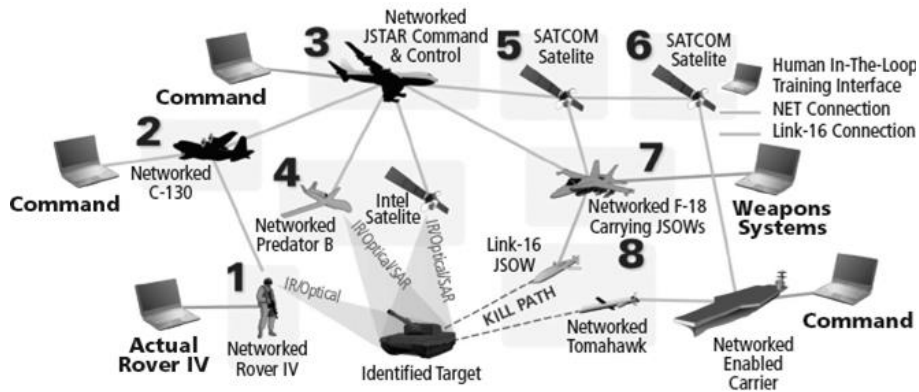 3
Networked
JSTAR Command
& Control
5
SATCOM
Satelite
6
SATCOM
Satelite
Human In-The-Loop
Training Interface
NET Connection
Link-16 Connection
Command
2
Networked
C-130
Command
4
Networked
Predator B
Intel
Satelite
7
Networked F-18
Carrying JSOWs
Weapons
Systems
IR/Optical/SAR
IR/Optical/SAR
Link-16
JSOW
8
1
IR/Optical
KILL PATH
Actual
Rover IV
Networked
Rover IV
Identified Target
Networked
Tomahawk
Networked
Enabled
Carrier
Command